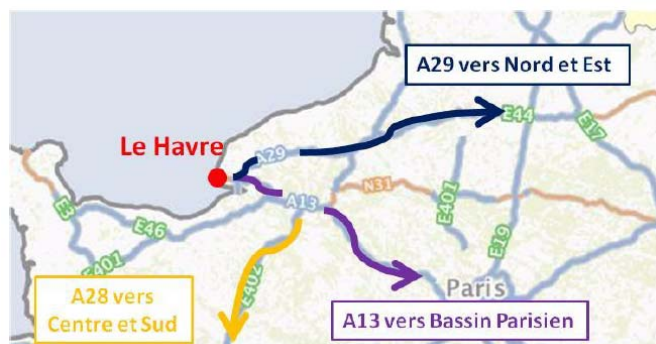 A29 vers Nord et Est
E44
E17
Le Havre
A29
N31
E401
A13
E3
E46
E19
E401
E402
A28 vers
Centre et Sud
Paris
A13 vers Bassin Parisien